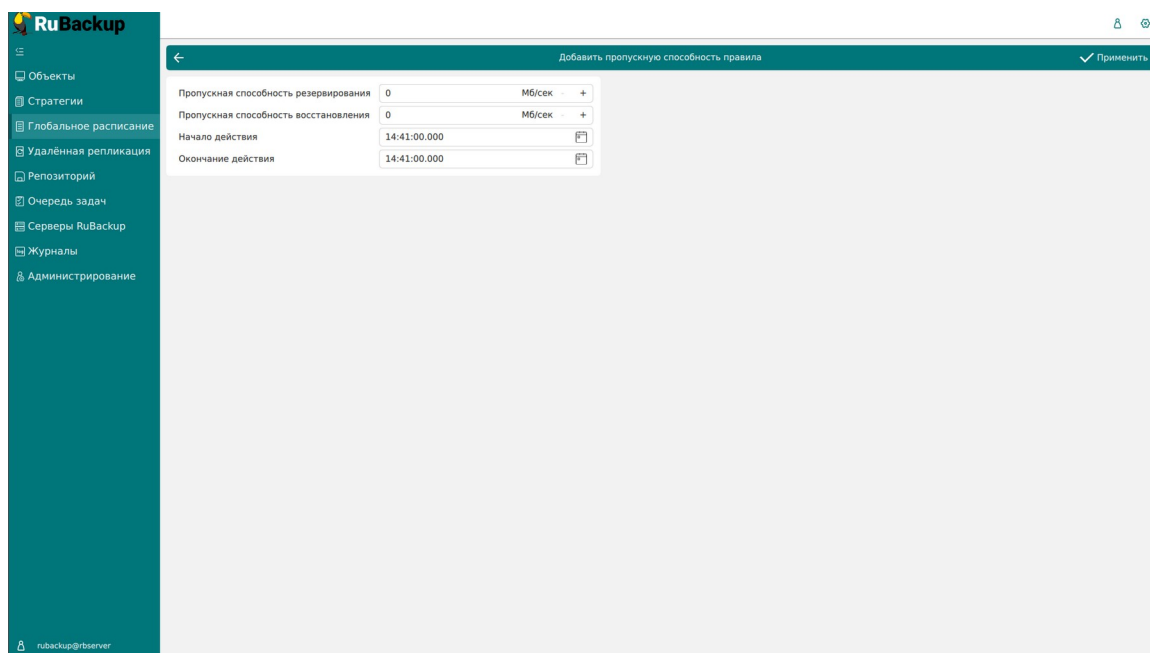 RuBackup
Добавить пропускную способность правила
Применить
Объекты
Стратегии
Глобальное расписание
Удалённая репликация
Репозиторий
Очередь задач
Серверы RuBackup
Журналы
Администрирование
Пропускная способность резервирования 0 Мб/сек - +
Пропускная способность восстановления 0 Мб/сек - +
Начало действия 14:41:00.000
Окончание действия 14:41:00.000
rubackup@rbserver